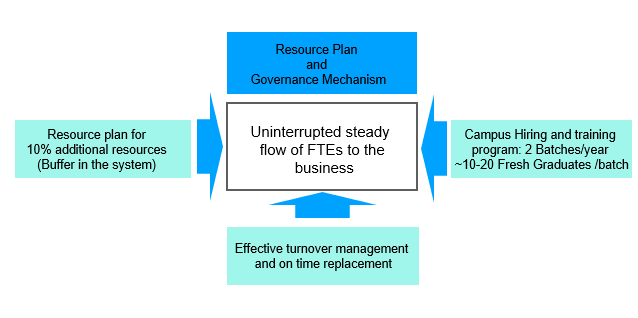 Resource Plan
and
Governance Mechanism
Resource plan for
10% additional resources
(Buffer in the system)
Uninterrupted steady
flow of FTEs to the
business
Campus Hiring and training
program: 2 Batches/year
~10-20 Fresh Graduates /batch
Effective turnover management
and on time replacement